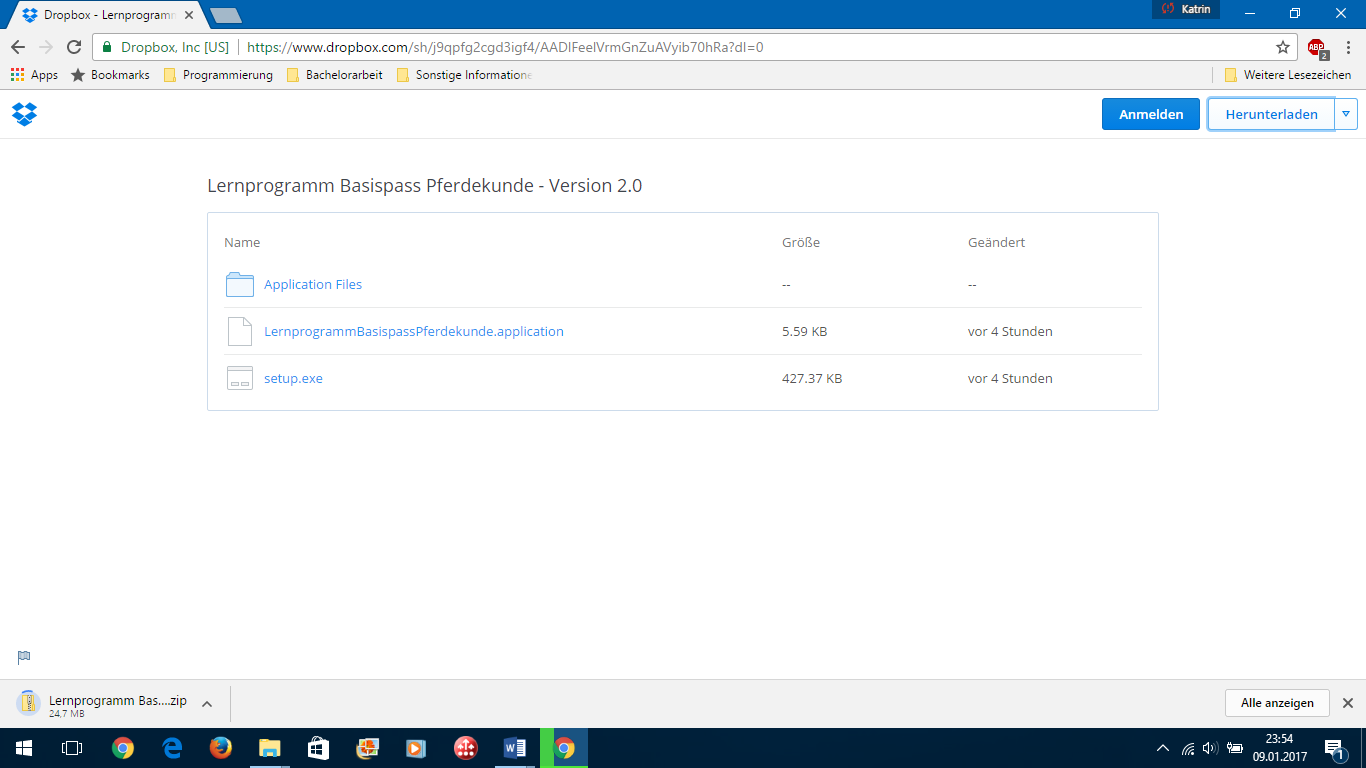 Dropbox - Lernprogramm
Katrin
Dropbox, Inc [US] | https://www.dropbox.com/sh/j9qpfg2cgd3igf4/AADlFeelVrmGnZuAVyib70hRa?dl=0
ABP
2
Apps Bookmarks Programmierung Bachelorarbeit Sonstige Informatione Weitere Lesezeichen
Anmelden Herunterladen
Lernprogramm Basispass Pferdekunde - Version 2.0
Name Größe Geändert
Application Files -- --
LernprogrammBasispassPferdekunde.application 5.59 KB vor 4 Stunden
setup.exe 427.37 KB vor 4 Stunden
Lernprogramm Bas....zip
24,7 MB
Alle anzeigen
23:54
09.01.2017
1